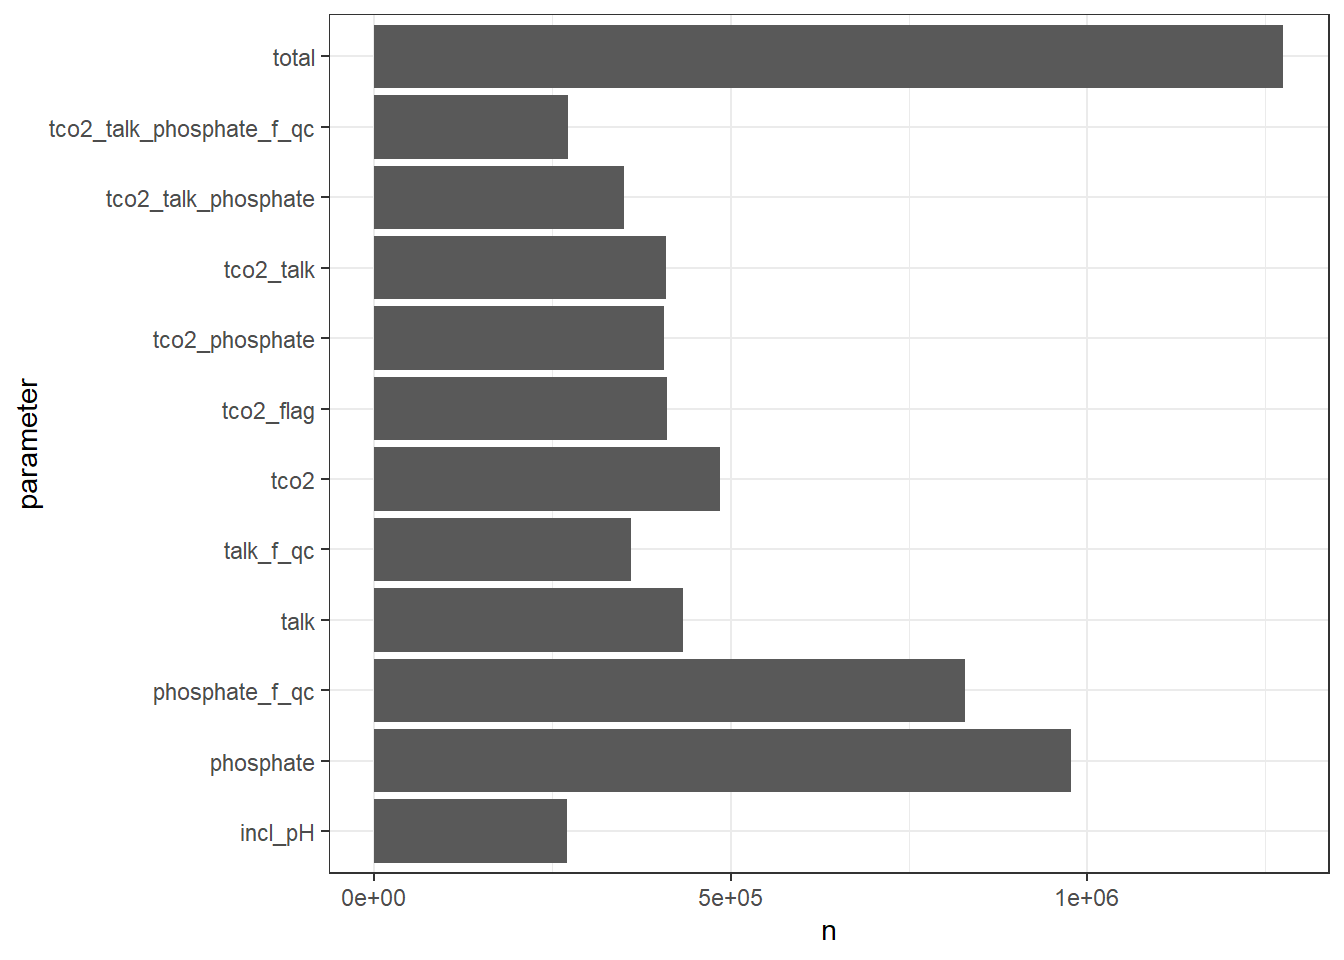 total
tco2_talk_phosphate_f_qc
tco2_talk_phosphate
tco2_talk
tco2_phosphate
tco2_flag
tco2
talk_f_qc
talk
phosphate_f_qc
phosphate
incl_pH
parameter
0e+00 5e+05 1e+06
n